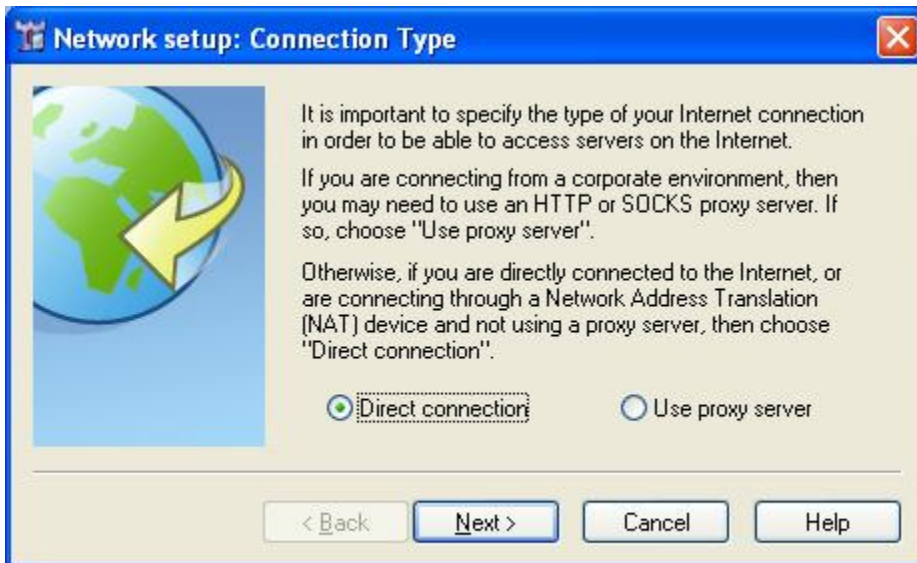 Network setup: Connection Type
It is important to specify the type of your Internet connection
in order to be able to access servers on the Internet.
If you are connecting from a corporate environment, then
you may need to use an HTTP or SOCKS proxy server. If
so, choose "Use proxy server".
Otherwise, if you are directly connected to the Internet, or
are connecting through a Network Address Translation
(NAT) device and not using a proxy server, then choose
"Direct connection".
Direct connection Use proxy server
< Back Next > Cancel Help